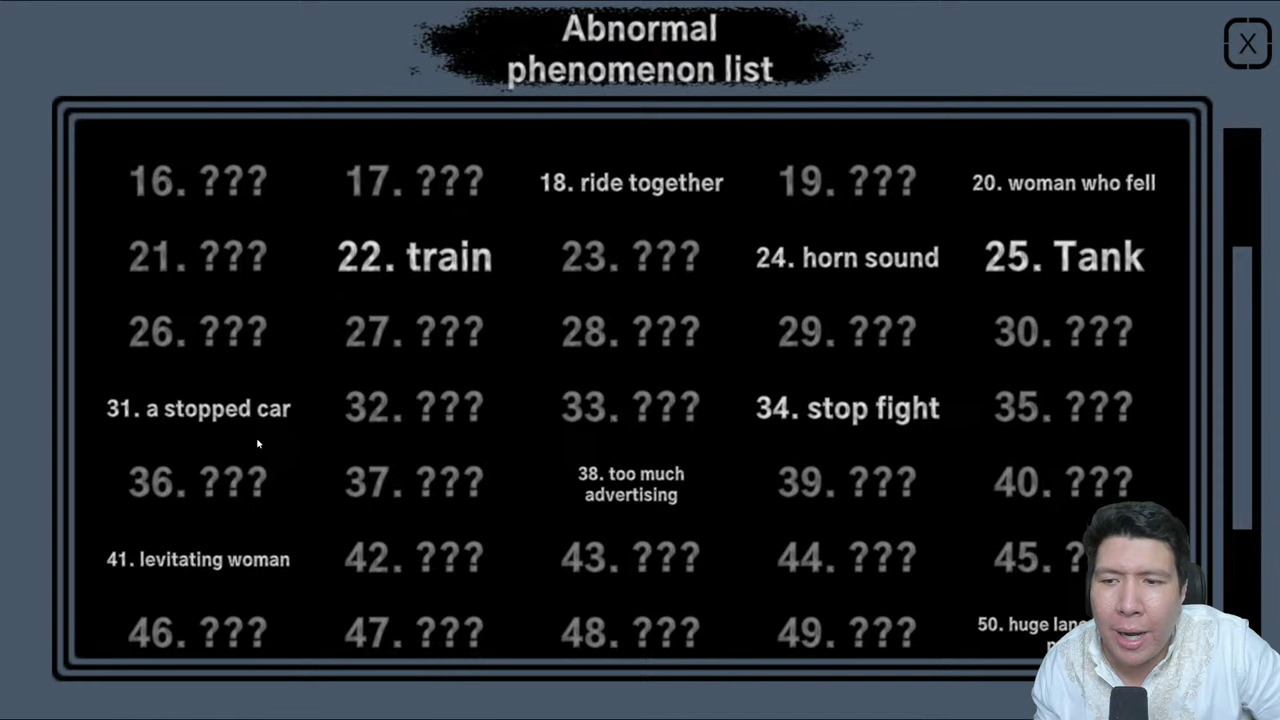 Abnormal
phenomenon list
X
16. ??? 17. ??? 18. ride together 19. ??? 20. woman who fell
21. ??? 22. train 23. ??? 24. horn sound 25. Tank
26. ??? 27. ??? 28. ??? 29. ??? 30. ???
31. a stopped car 32. ??? 33. ??? 34. stop fight 35. ???
36. ??? 37. ??? 38. too much
advertising 39. ??? 40. ???
41. levitating woman 42. ??? 43. ??? 44. ??? 45. ?
46. ??? 47. ??? 48. ??? 49. ??? 50. huge